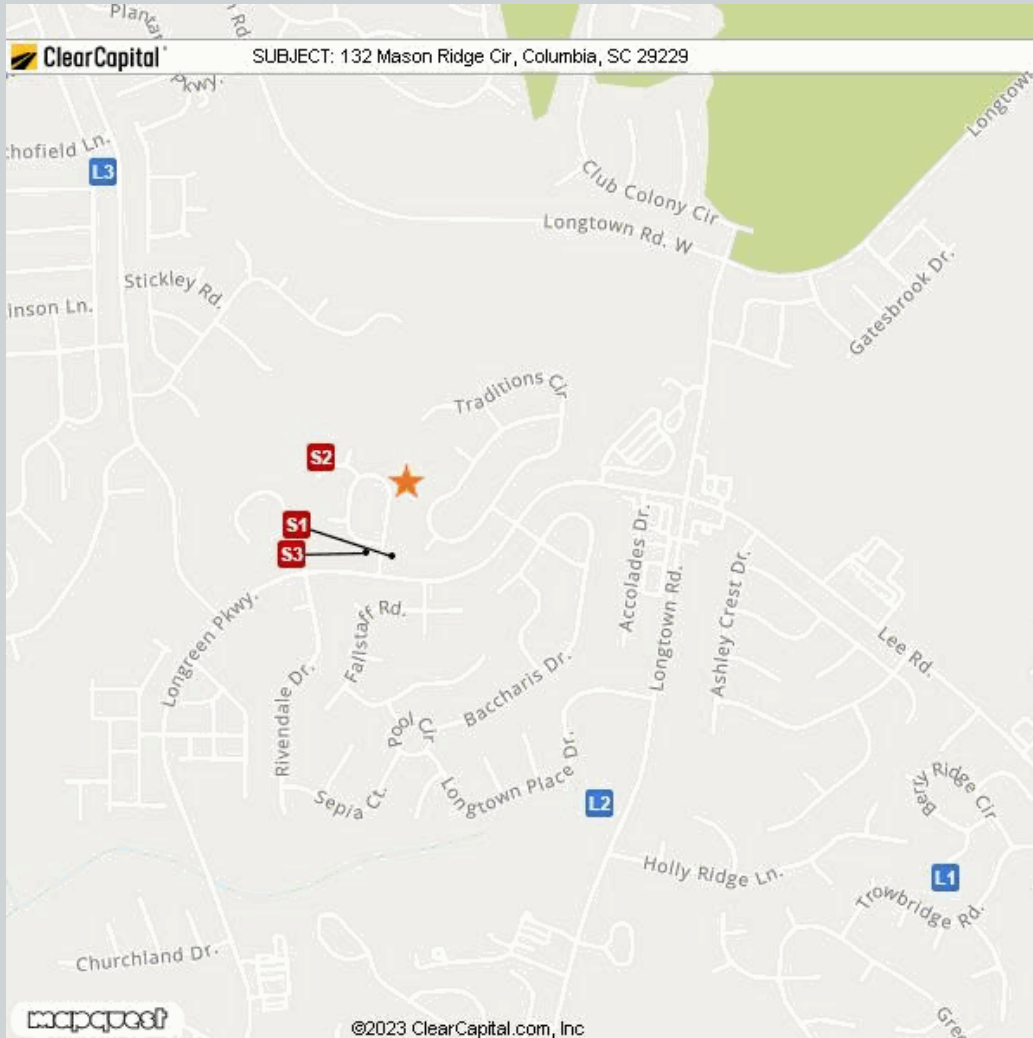 Pkwy.
ClearCapital
SUBJECT: 132 Mason Ridge Cir, Columbia, SC 29229
Longtown
chofield Ln.
L3
Club Colony Cir
Longtown Rd. W
Stickley Rd.
Gatesbrook Dr.
inson Ln.
Traditions Cir
S2
S1
S3
Accolades Dr.
Longtown Rd.
Ashley Crest Dr.
Fallstaff Rd.
Longreen Pkwy.
Lee Rd.
Rivendale Dr.
Baccharis Dr.
Pool Cir
Sepia Ct.
Longtown Place Dr.
L2
Berry Ridge Cir
Holly Ridge Ln.
L1
Trowbridge Rd.
Churchland Dr.
mapquest
©2023 ClearCapital.com, Inc